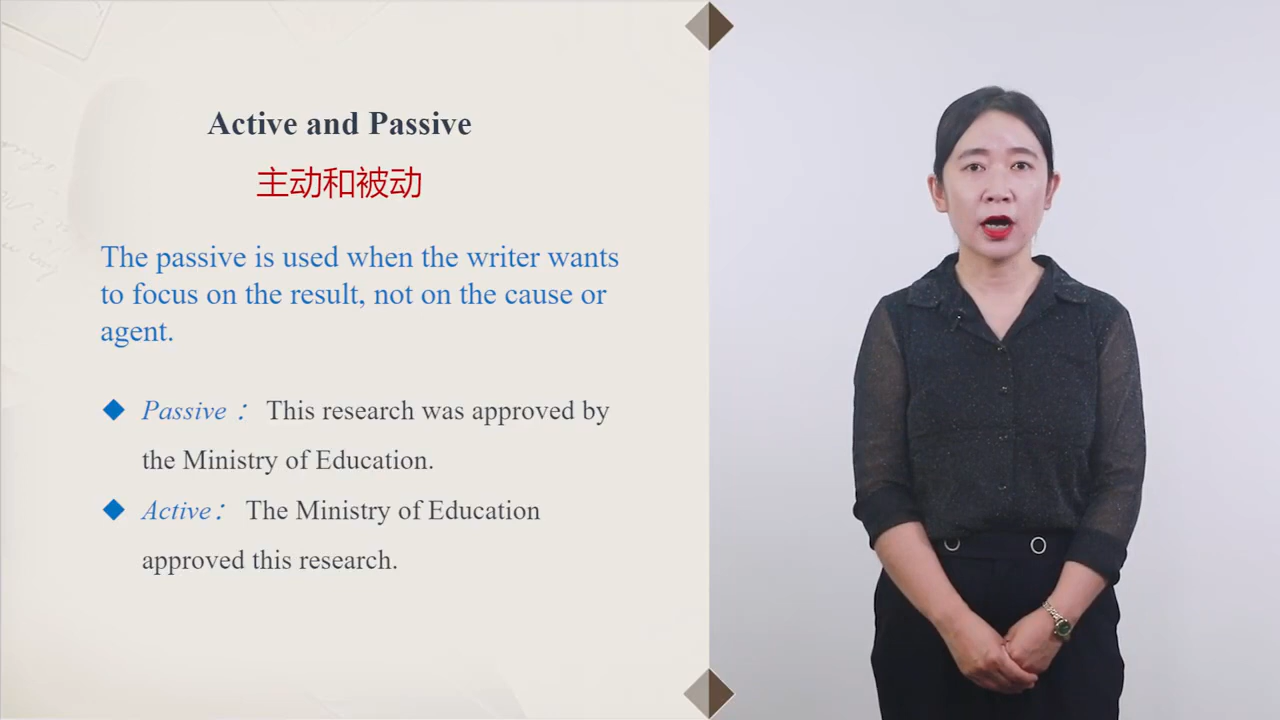 Active and Passive
主动和被动
The passive is used when the writer wants
to focus on the result, not on the cause or
agent.
Passive： This research was approved by
the Ministry of Education.
Active： The Ministry of Education
approved this research.